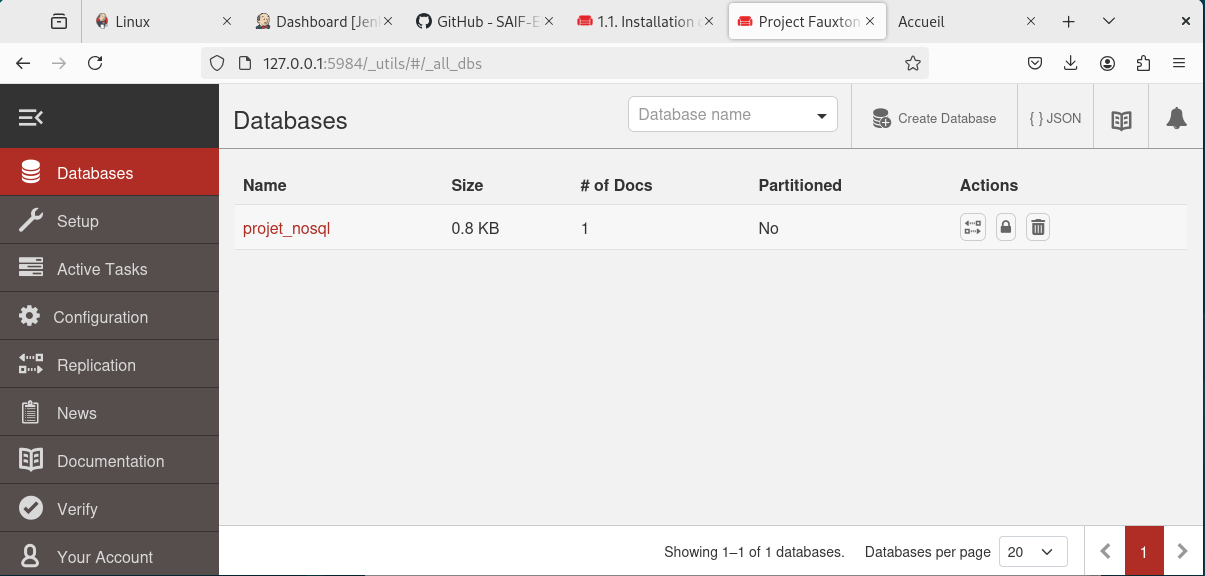 Linux
Dashboard [Jen
GitHub - SAIF-E
1.1. Installation
Project Fauxton
Accueil
127.0.0.1:5984/_utils/#/_all_dbs
Databases
Database name
Create Database
{ } JSON
Databases
Setup
Active Tasks
Configuration
Replication
News
Documentation
Verify
Your Account
Name Size # of Docs Partitioned Actions
projet_nosql 0.8 KB 1 No
Showing 1–1 of 1 databases. Databases per page 20 1